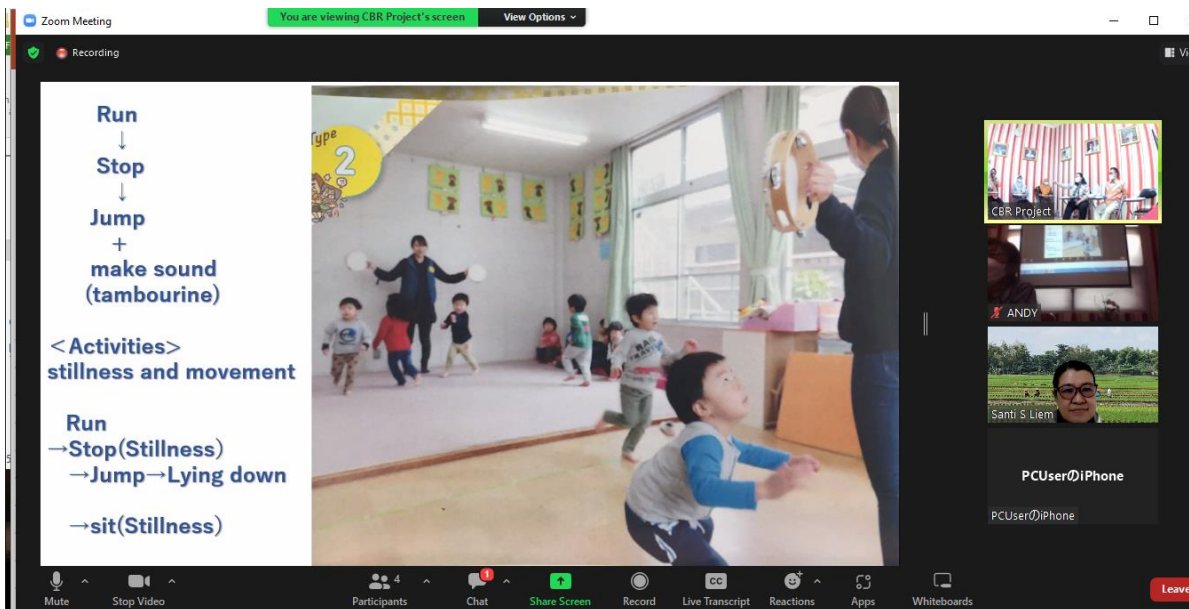 Zoom Meeting
You are viewing CBR Project's screen
View Options
Recording
Run
↓
Stop
↓
Jump
+
make sound
(tambourine)
<Activities>
stillness and movement
Run
→Stop(Stillness)
→Jump→Lying down
→sit(Stillness)
Type
2
CBR Project
ANDY
Santi S Liem
PCUserのiPhone
PCUserのiPhone
Mute
Stop Video
4
Participants
1
Chat
Share Screen
Record
CC
Live Transcript
Reactions
Apps
Whiteboards
Leave